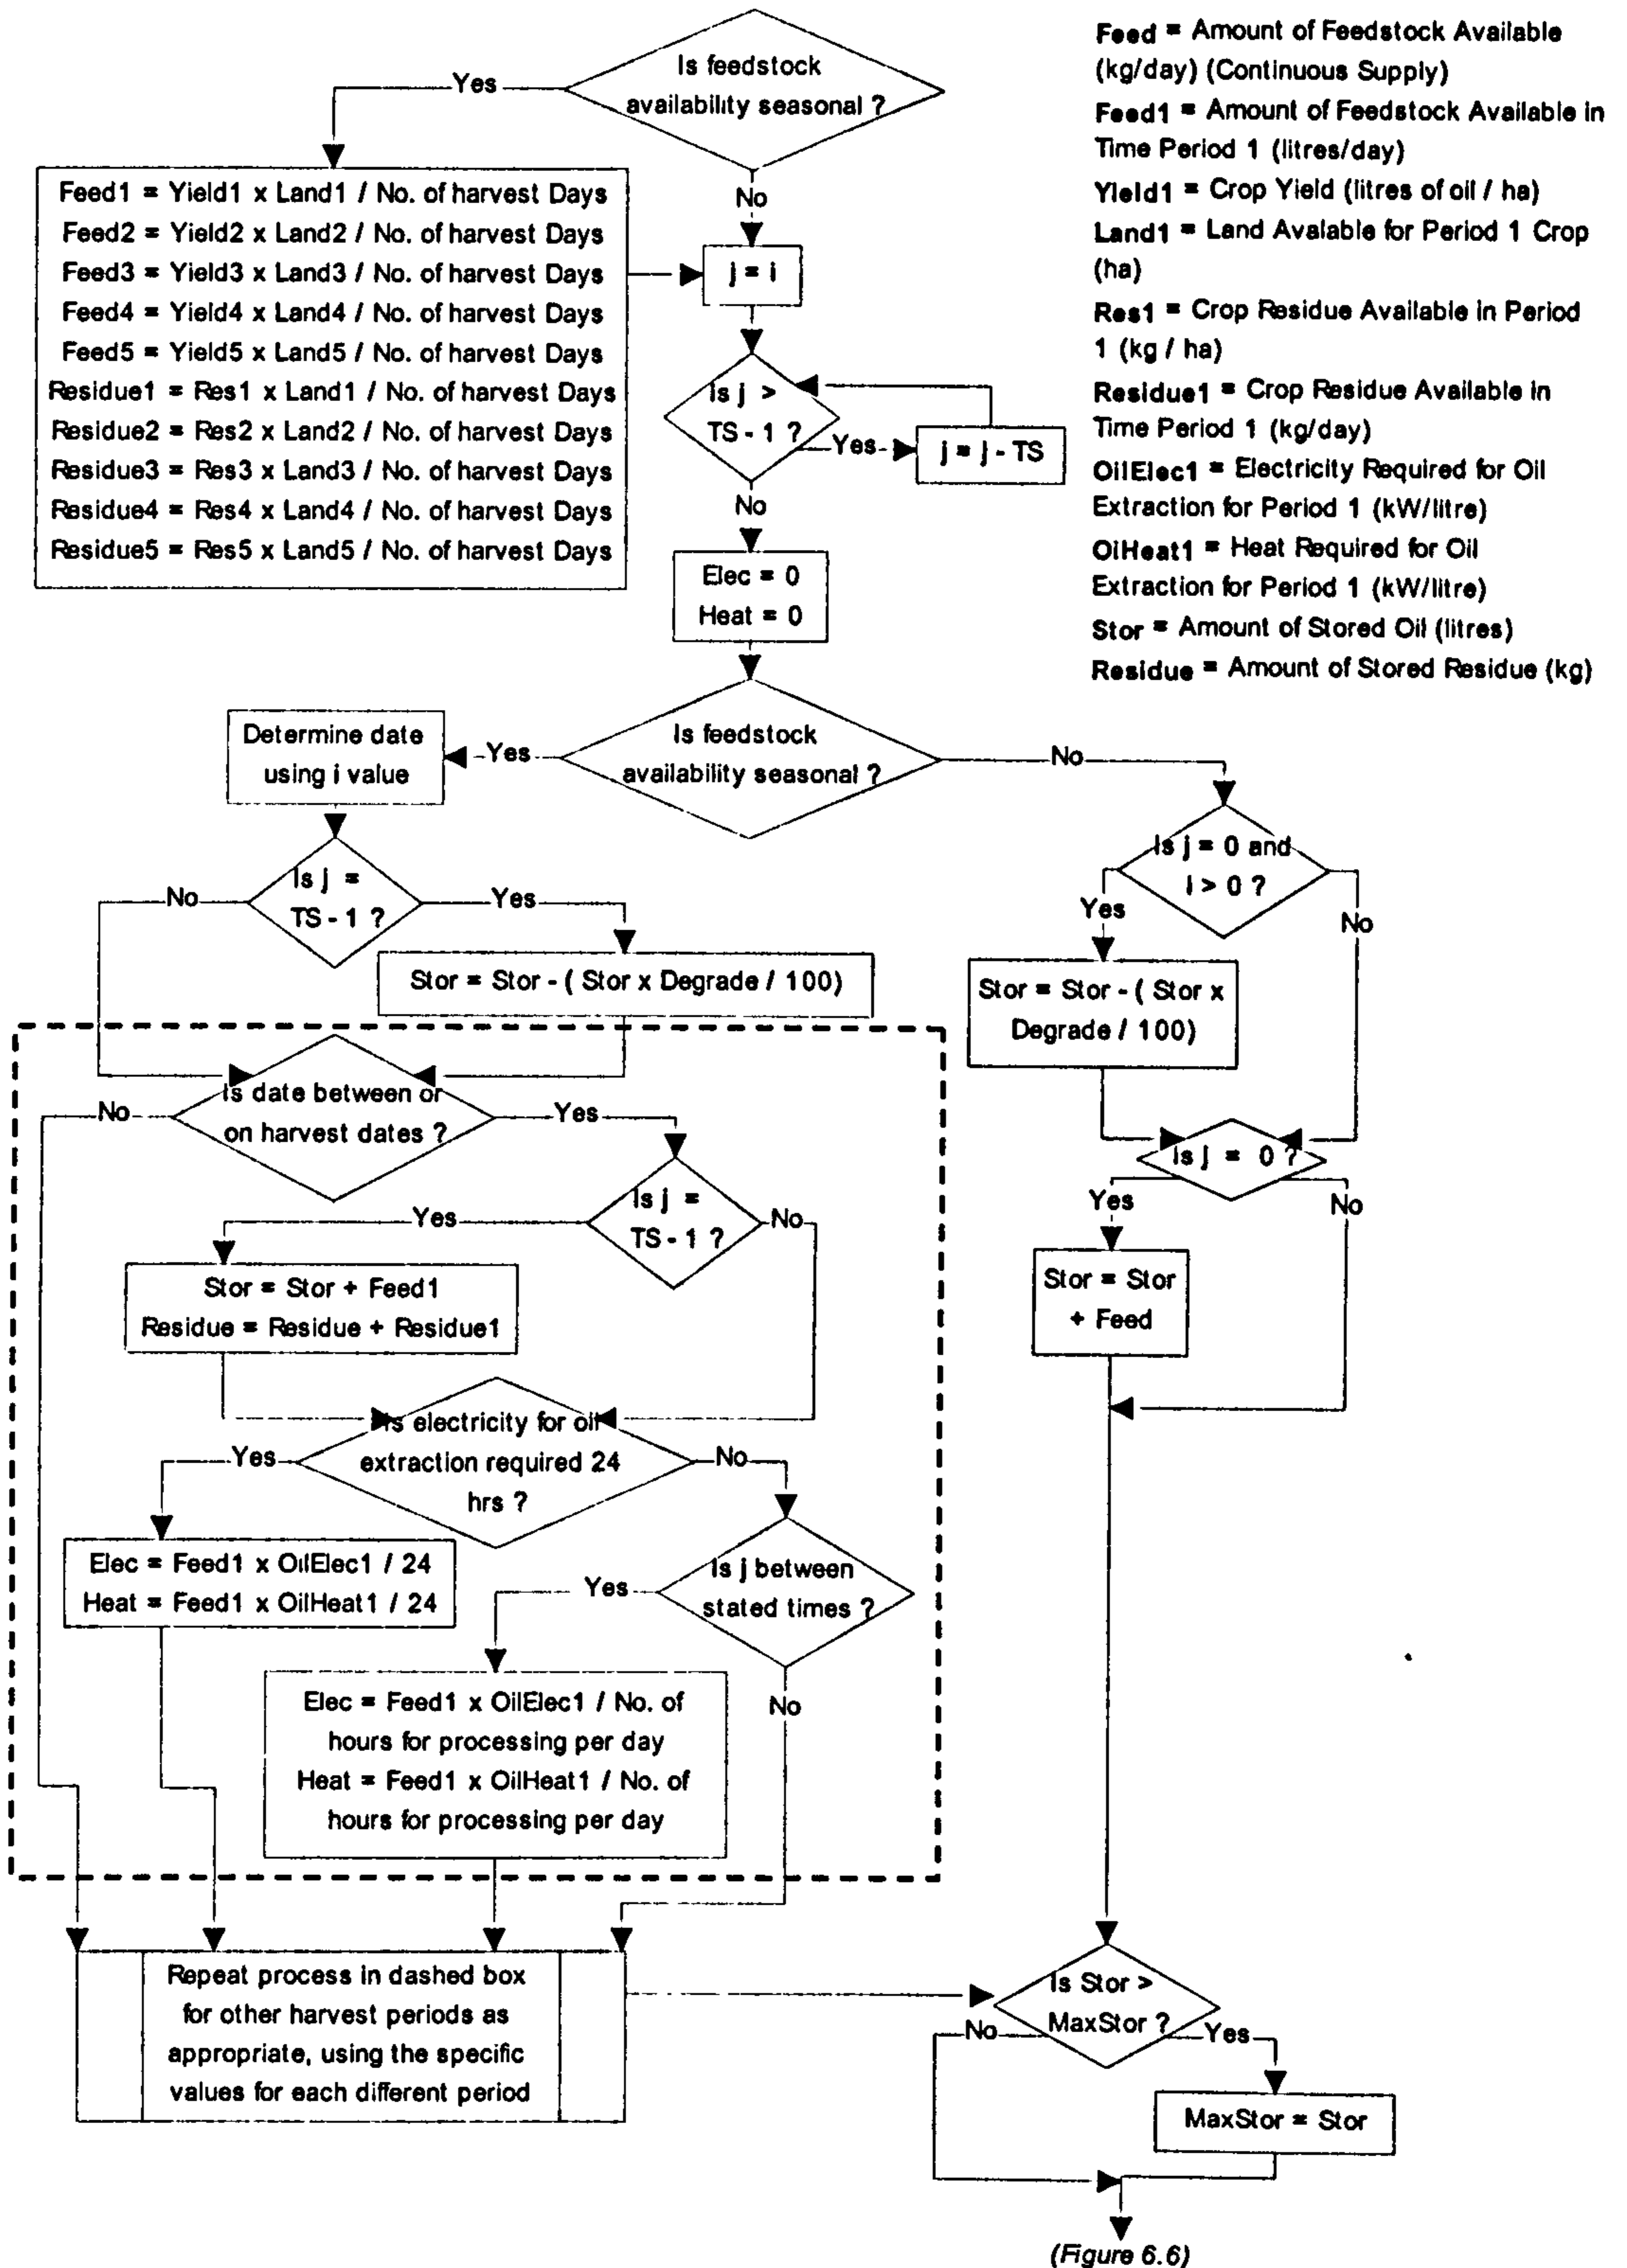 Is feedstock
availability seasonal ?
Yes
No
Feed1 = Yield1 x Land1 / No. of harvest Days
Feed2 = Yield2 x Land2 / No. of harvest Days
Feed3 = Yield3 x Land3 / No. of harvest Days
Feed4 = Yield4 x Land4 / No. of harvest Days
Feed5 = Yield5 x Land5 / No. of harvest Days
Residue1 = Res1 x Land1 / No. of harvest Days
Residue2 = Res2 x Land2 / No. of harvest Days
Residue3 = Res3 x Land3 / No. of harvest Days
Residue4 = Res4 x Land4 / No. of harvest Days
Residue5 = Res5 x Land5 / No. of harvest Days
j = i
Is j >
TS - 1 ?
Yes
j = j - TS
No
Elec = 0
Heat = 0
Feed = Amount of Feedstock Available
(kg/day) (Continuous Supply)
Feed1 = Amount of Feedstock Available in
Time Period 1 (litres/day)
Yield1 = Crop Yield (litres of oil / ha)
Land1 = Land Avalable for Period 1 Crop
(ha)
Res1 = Crop Residue Available in Period
1 (kg / ha)
Residue1 = Crop Residue Available in
Time Period 1 (kg/day)
OilElec1 = Electricity Required for Oil
Extraction for Period 1 (kW/litre)
OilHeat1 = Heat Required for Oil
Extraction for Period 1 (kW/litre)
Stor = Amount of Stored Oil (litres)
Residue = Amount of Stored Residue (kg)
Is feedstock
availability seasonal ?
Yes
No
Determine date
using i value
Is j =
TS - 1 ?
No
Yes
Stor = Stor - ( Stor x Degrade / 100)
Is date between or
on harvest dates ?
No
Yes
Is j =
TS - 1 ?
Yes
No
Stor = Stor + Feed1
Residue = Residue + Residue1
Is electricity for oil
extraction required 24
hrs ?
Yes
No
Elec = Feed1 x OilElec1 / 24
Heat = Feed1 x OilHeat1 / 24
Is j between
stated times ?
Yes
No
Elec = Feed1 x OilElec1 / No. of
hours for processing per day
Heat = Feed1 x OilHeat1 / No. of
hours for processing per day
Repeat process in dashed box
for other harvest periods as
appropriate, using the specific
values for each different period
Is j = 0 and
i > 0 ?
Yes
No
Stor = Stor - ( Stor x
Degrade / 100)
Is j = 0 ?
Yes
No
Stor = Stor
+ Feed
Is Stor >
MaxStor ?
No
Yes
MaxStor = Stor
(Figure 6.6)